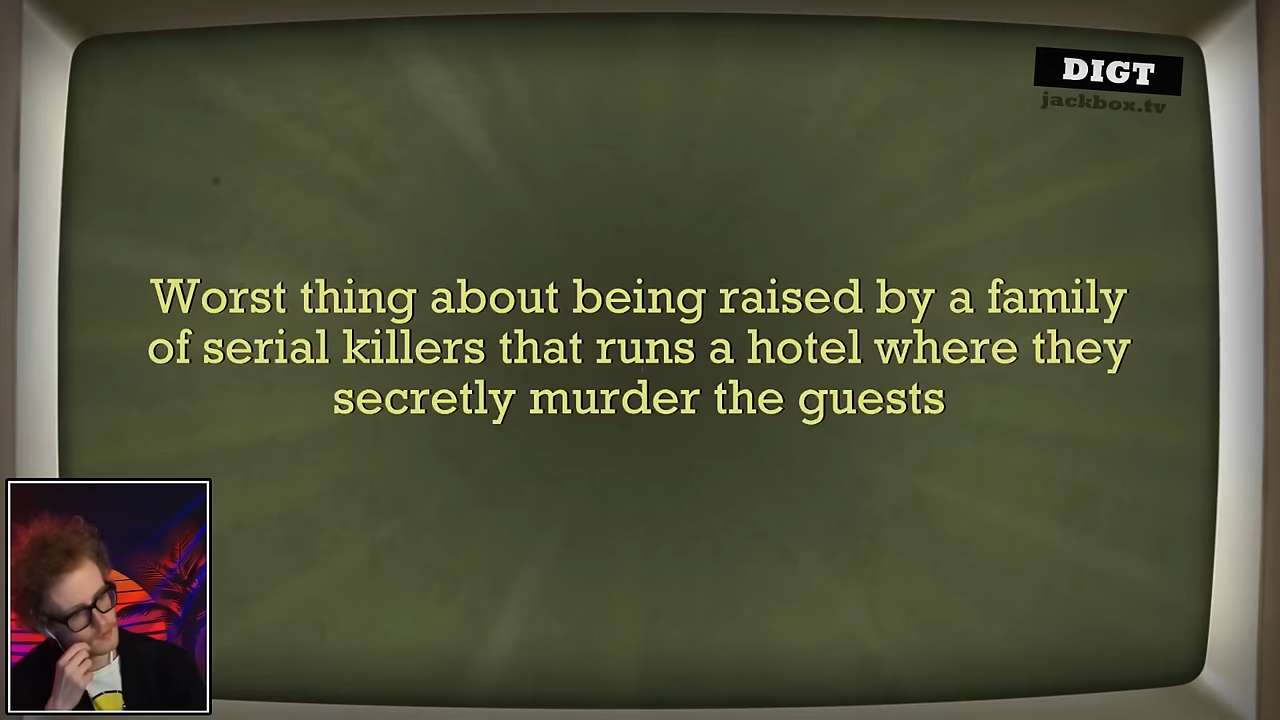 DIGT
jackbox.tv
Worst thing about being raised by a family
of serial killers that runs a hotel where they
secretly murder the guests